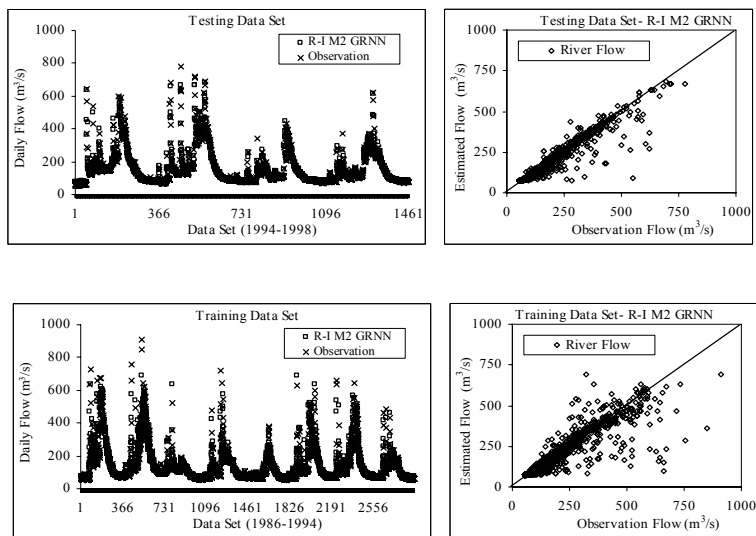 Testing Data Set
R-I M2 GRNN
Observation
Daily Flow (m³/s)
1000
800
600
400
200
0
1 366 731 1096 1461
Data Set (1994-1998)
Testing Data Set- R-I M2 GRNN
River Flow
Estimated Flow (m³/s)
1000
750
500
250
0
0 250 500 750 1000
Observation Flow (m³/s)
Training Data Set
R-I M2 GRNN
Observation
Daily Flow (m³/s)
1000
800
600
400
200
0
1 366 731 1096 1461 1826 2191 2556
Data Set (1986-1994)
Training Data Set- R-I M2 GRNN
River Flow
Estimated Flow (m³/s)
1000
750
500
250
0
0 250 500 750 1000
Observation Flow (m³/s)